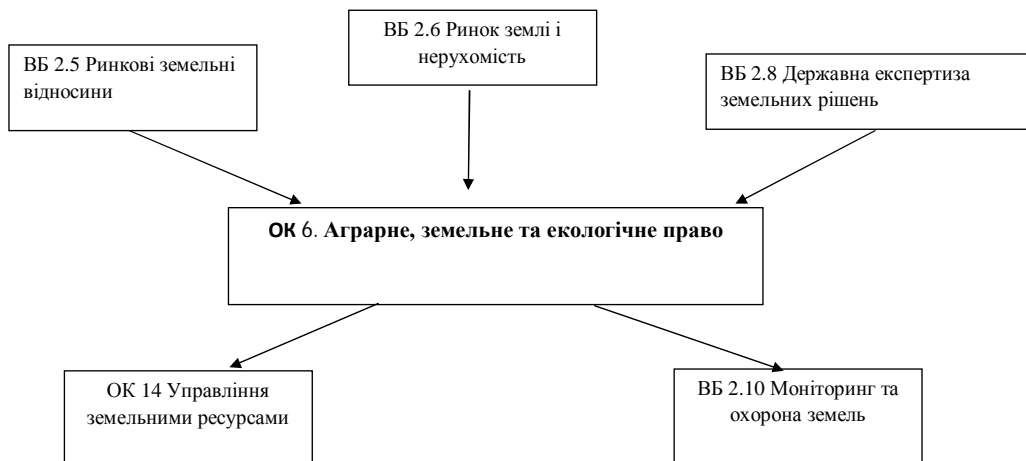 ВБ 2.5 Ринкові земельні
відносини
ВБ 2.6 Ринок землі і
нерухомість
ВБ 2.8 Державна експертиза
земельних рішень
ОК 6. Аграрне, земельне та екологічне право
ОК 14 Управління
земельними ресурсами
ВБ 2.10 Моніторинг та
охорона земель